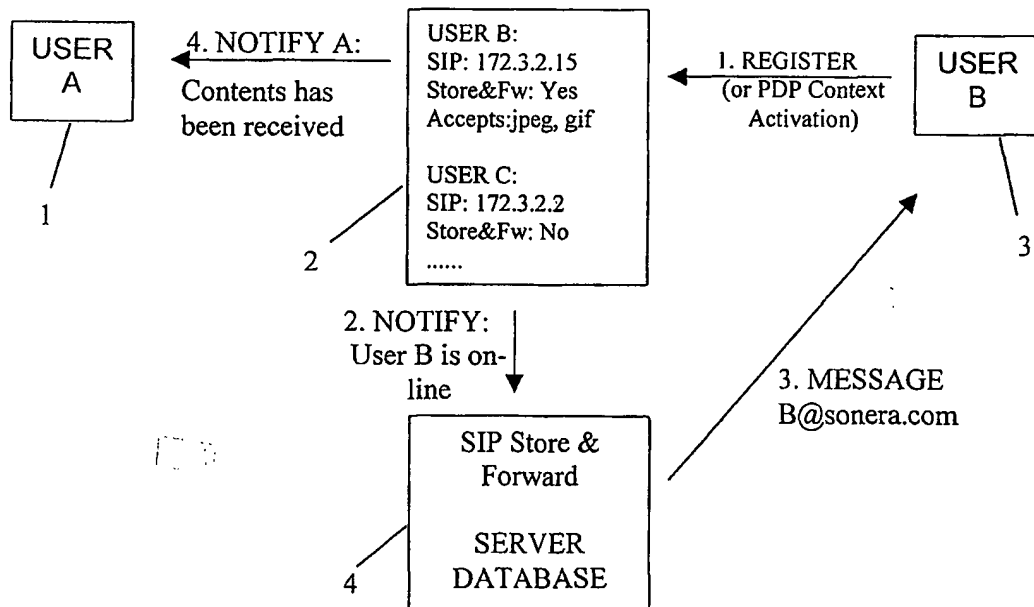 USER
A
1
4. NOTIFY A:
Contents has
been received
USER B:
SIP: 172.3.2.15
Store&Fw: Yes
Accepts:jpeg, gif
USER C:
SIP: 172.3.2.2
Store&Fw: No
......
2
1. REGISTER
(or PDP Context
Activation)
USER
B
3
2. NOTIFY:
User B is on-
line
3. MESSAGE
B@sonera.com
SIP Store &
Forward
SERVER
DATABASE
4